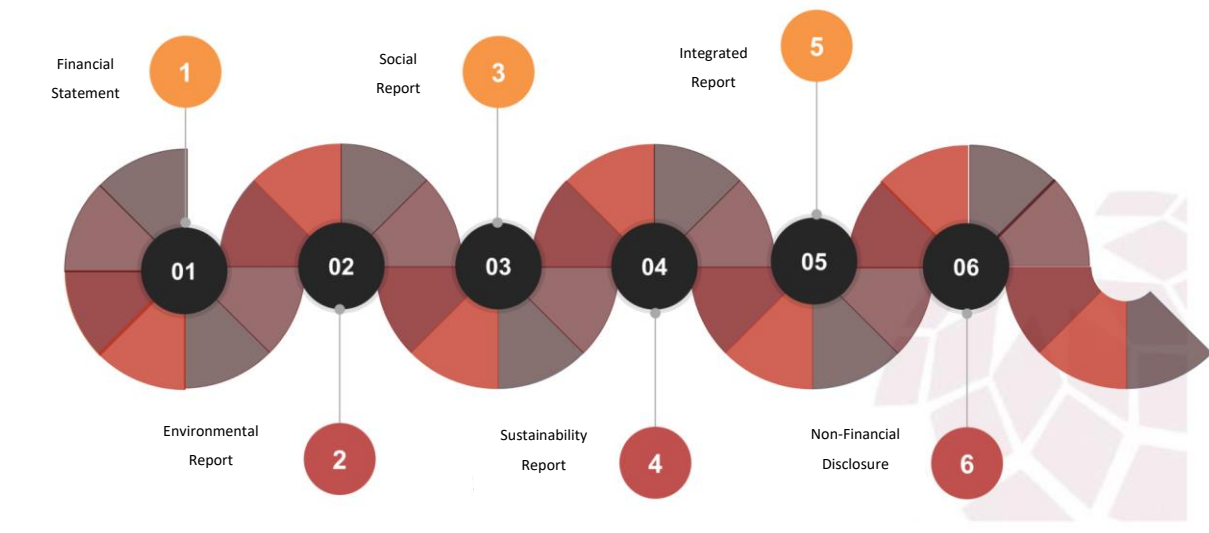 Financial
Statement
1
Social
Report
3
Integrated
Report
5
01
02
03
04
05
06
Environmental
Report
2
Sustainability
Report
4
Non-Financial
Disclosure
6